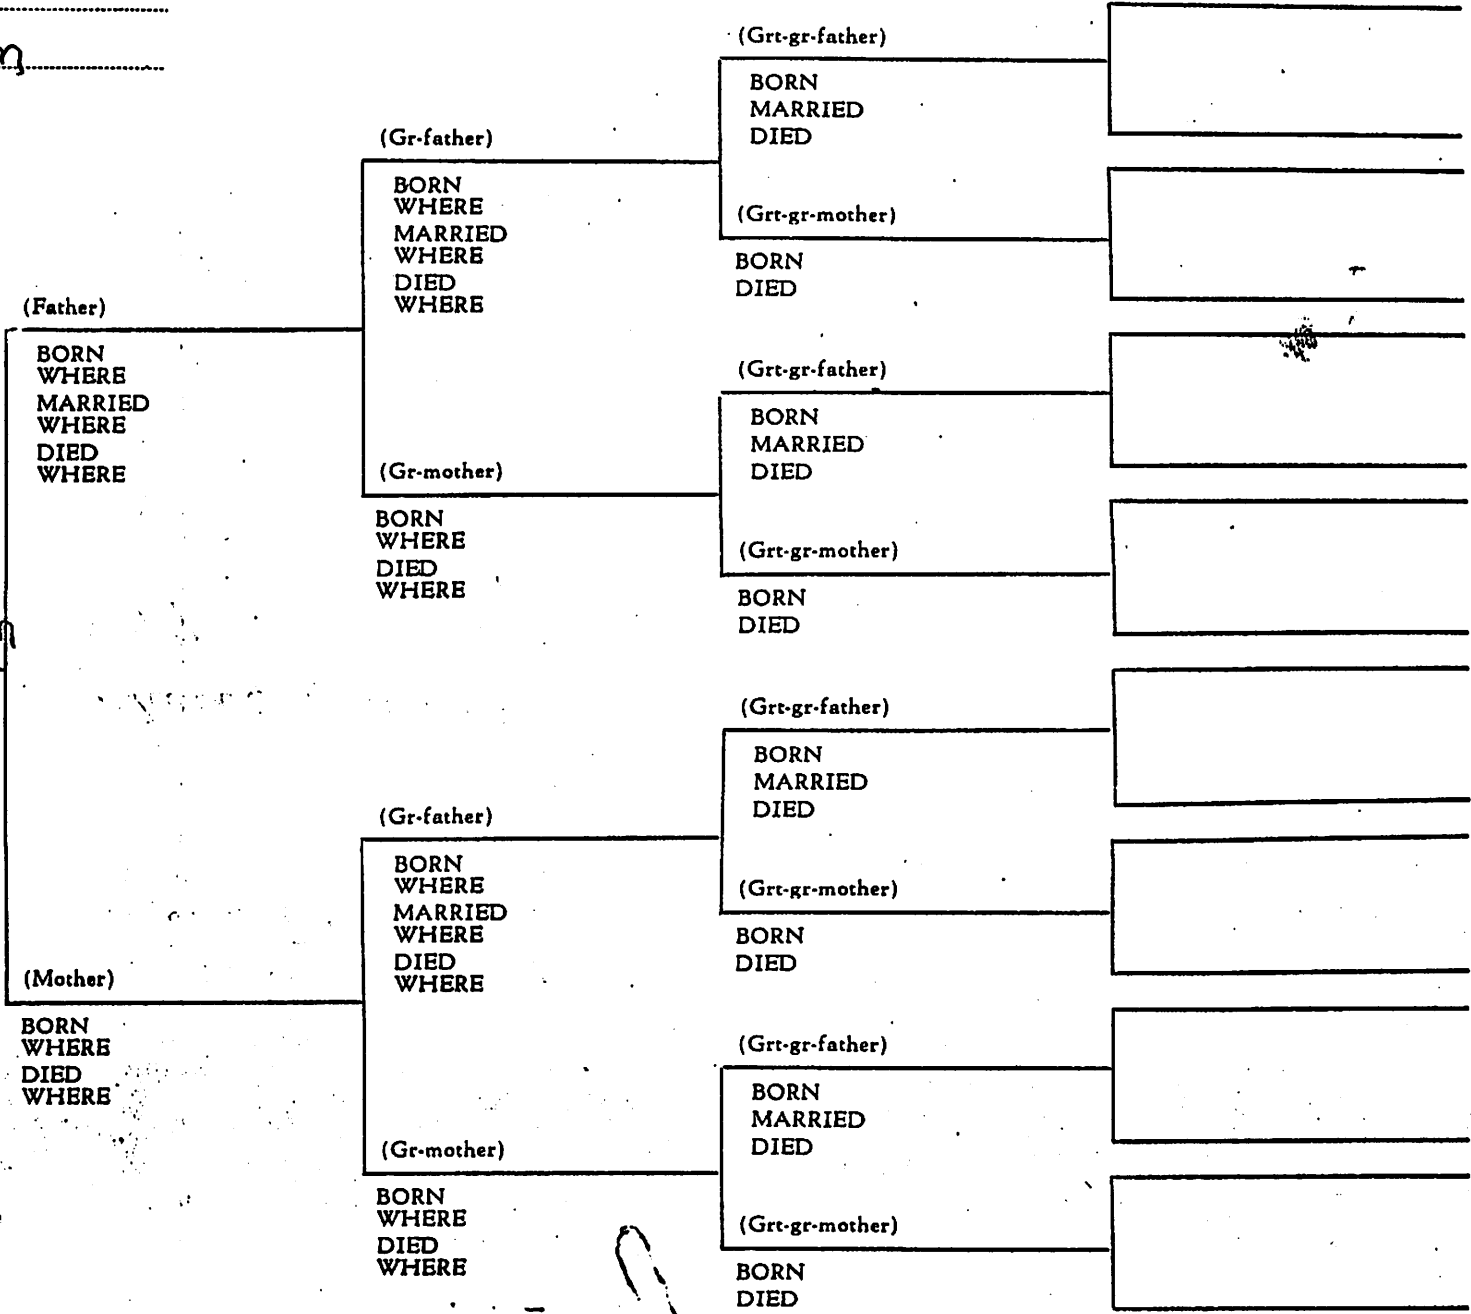 (Father)
BORN
WHERE
MARRIED
WHERE
DIED
WHERE
(Mother)
BORN
WHERE
DIED
WHERE
(Gr-father)
BORN
WHERE
MARRIED
WHERE
DIED
WHERE
(Gr-mother)
BORN
WHERE
DIED
WHERE
(Gr-father)
BORN
WHERE
MARRIED
WHERE
DIED
WHERE
(Gr-mother)
BORN
WHERE
DIED
WHERE
(Grt-gr-father)
BORN
MARRIED
DIED
(Grt-gr-mother)
BORN
DIED
(Grt-gr-father)
BORN
MARRIED
DIED
(Grt-gr-mother)
BORN
DIED
(Grt-gr-father)
BORN
MARRIED
DIED
(Grt-gr-mother)
BORN
DIED
(Grt-gr-father)
BORN
MARRIED
DIED
(Grt-gr-mother)
BORN
DIED